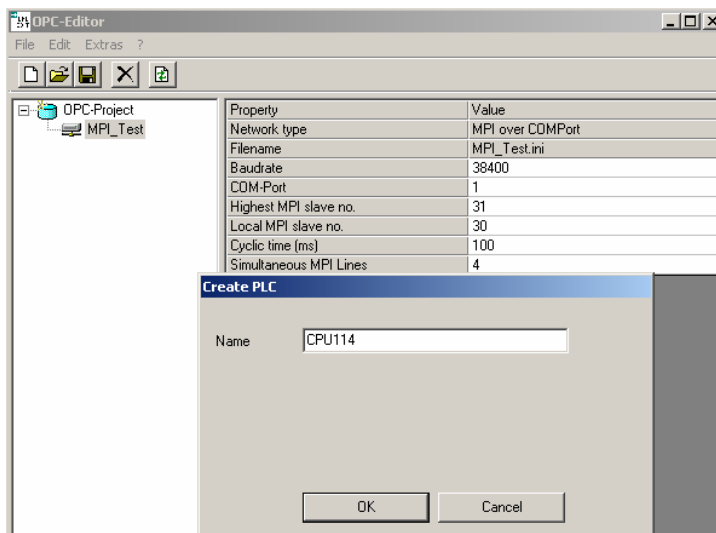 OPC-Editor
File Edit Extras ?
OPC-Project
MPI_Test
Property Value
Network type MPI over COMPort
Filename MPI_Test.ini
Baudrate 38400
COM-Port 1
Highest MPI slave no. 31
Local MPI slave no. 30
Cyclic time (ms) 100
Simultaneous MPI Lines 4
Create PLC
Name CPU114
OK Cancel